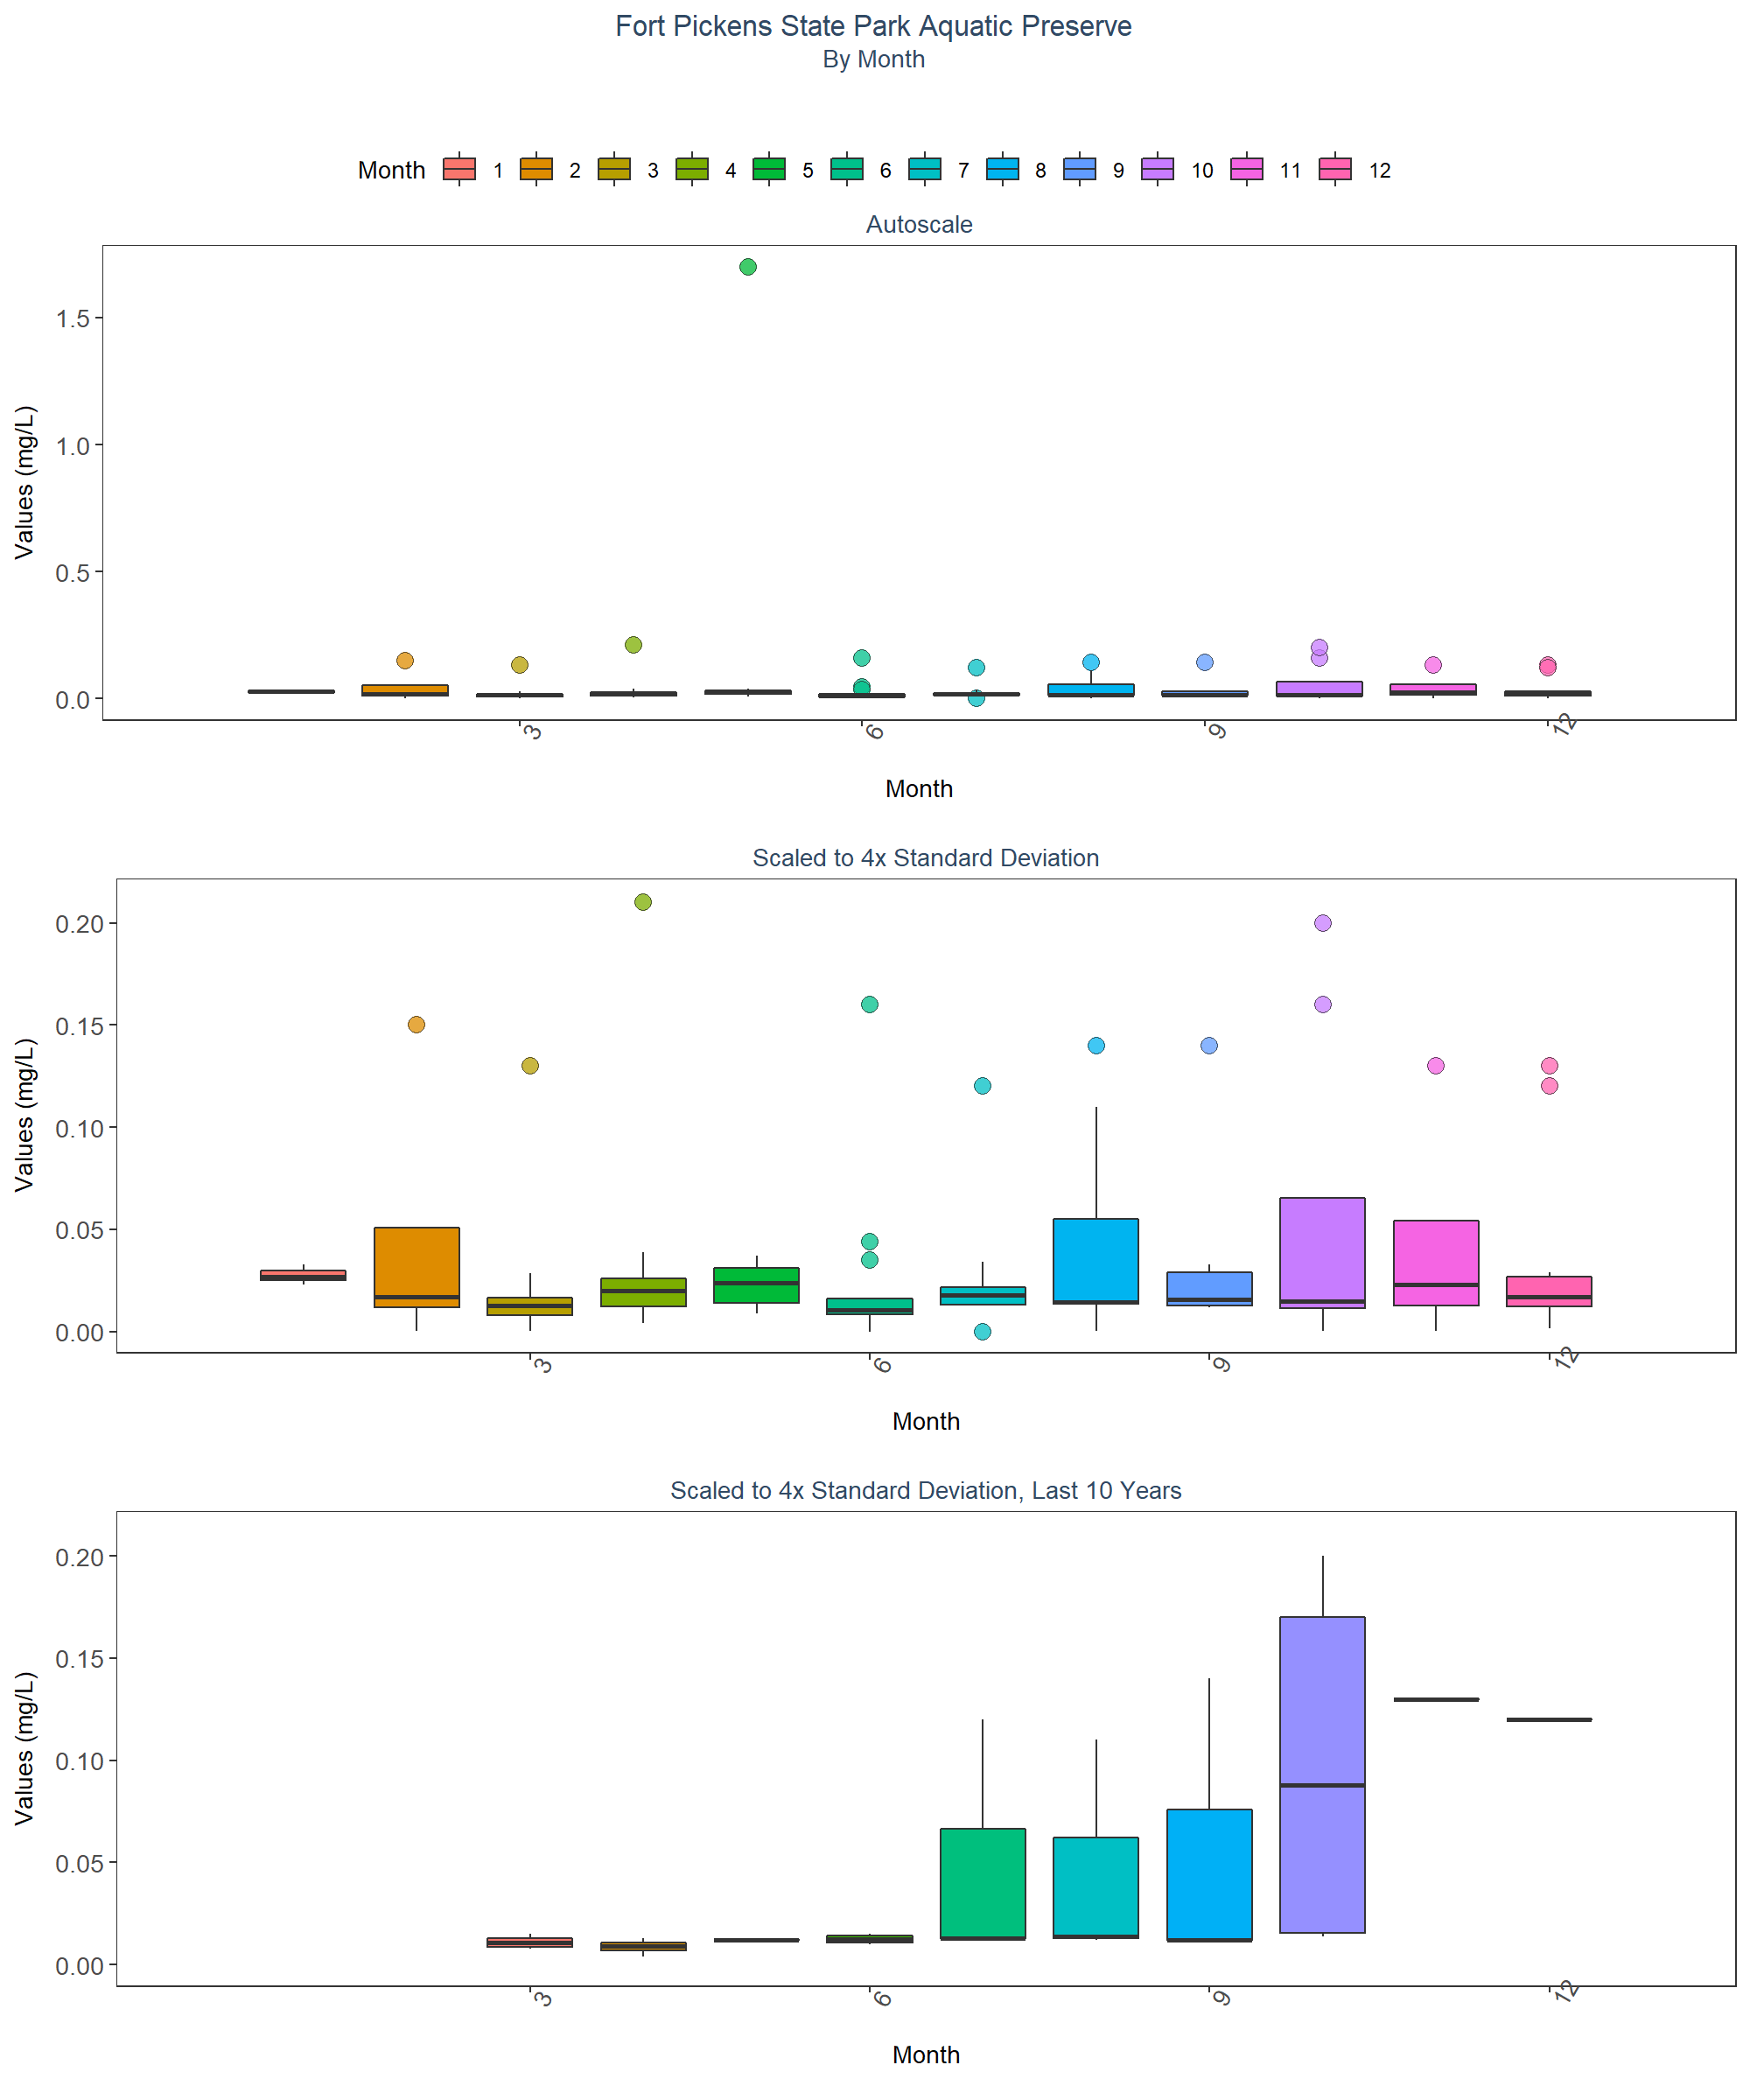 Fort Pickens State Park Aquatic Preserve
By Month
Month 1 2 3 4 5 6 7 8 9 10 11 12
Autoscale
Values (mg/L)
1.5
1.0
0.5
0.0
3 6 9 12
Month
Scaled to 4x Standard Deviation
Values (mg/L)
0.20
0.15
0.10
0.05
0.00
3 6 9 12
Month
Scaled to 4x Standard Deviation, Last 10 Years
Values (mg/L)
0.20
0.15
0.10
0.05
0.00
3 6 9 12
Month